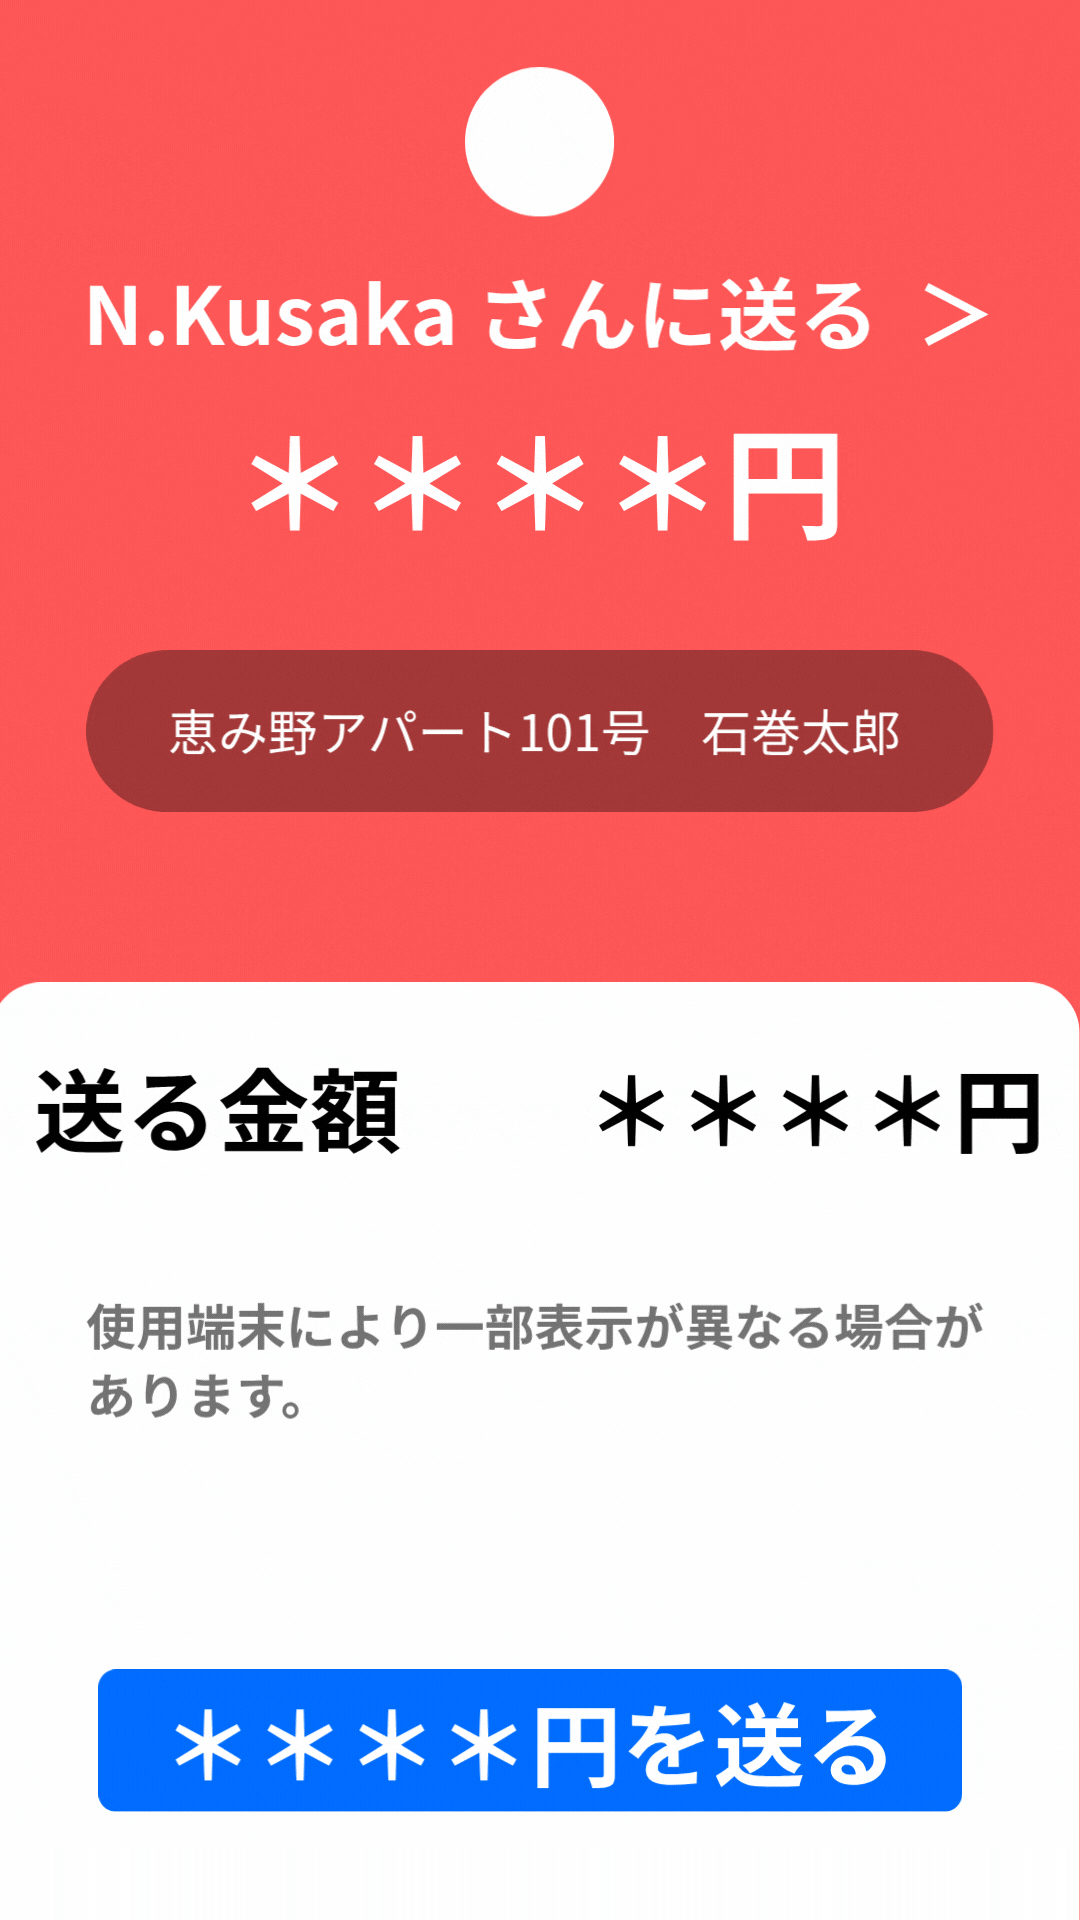 N.Kusaka さんに送る ＞
＊＊＊＊円
恵み野アパート101号　石巻太郎
送る金額　＊＊＊＊円
使用端末により一部表示が異なる場合が
あります。
＊＊＊＊円を送る